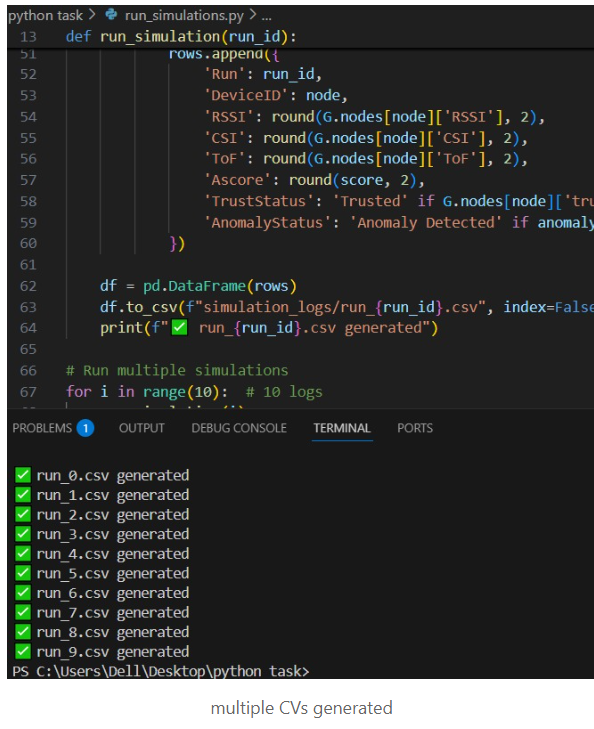 python task > run_simulations.py > ...
13 def run_simulation(run_id):
51 rows.append({
52 'Run': run_id,
53 'DeviceID': node,
54 'RSSI': round(G.nodes[node]['RSSI'], 2),
55 'CSI': round(G.nodes[node]['CSI'], 2),
56 'ToF': round(G.nodes[node]['ToF'], 2),
57 'Ascore': round(score, 2),
58 'TrustStatus': 'Trusted' if G.nodes[node]['tru
59 'AnomalyStatus': 'Anomaly Detected' if anomaly
60 })
61
62 df = pd.DataFrame(rows)
63 df.to_csv(f"simulation_logs/run_{run_id}.csv", index=False
64 print(f"✅ run_{run_id}.csv generated")
65
66 # Run multiple simulations
67 for i in range(10): # 10 logs
PROBLEMS 1 OUTPUT DEBUG CONSOLE TERMINAL PORTS
✅ run_0.csv generated
✅ run_1.csv generated
✅ run_2.csv generated
✅ run_3.csv generated
✅ run_4.csv generated
✅ run_5.csv generated
✅ run_6.csv generated
✅ run_7.csv generated
✅ run_8.csv generated
✅ run_9.csv generated
PS C:\Users\Dell\Desktop\python task>
multiple CVs generated